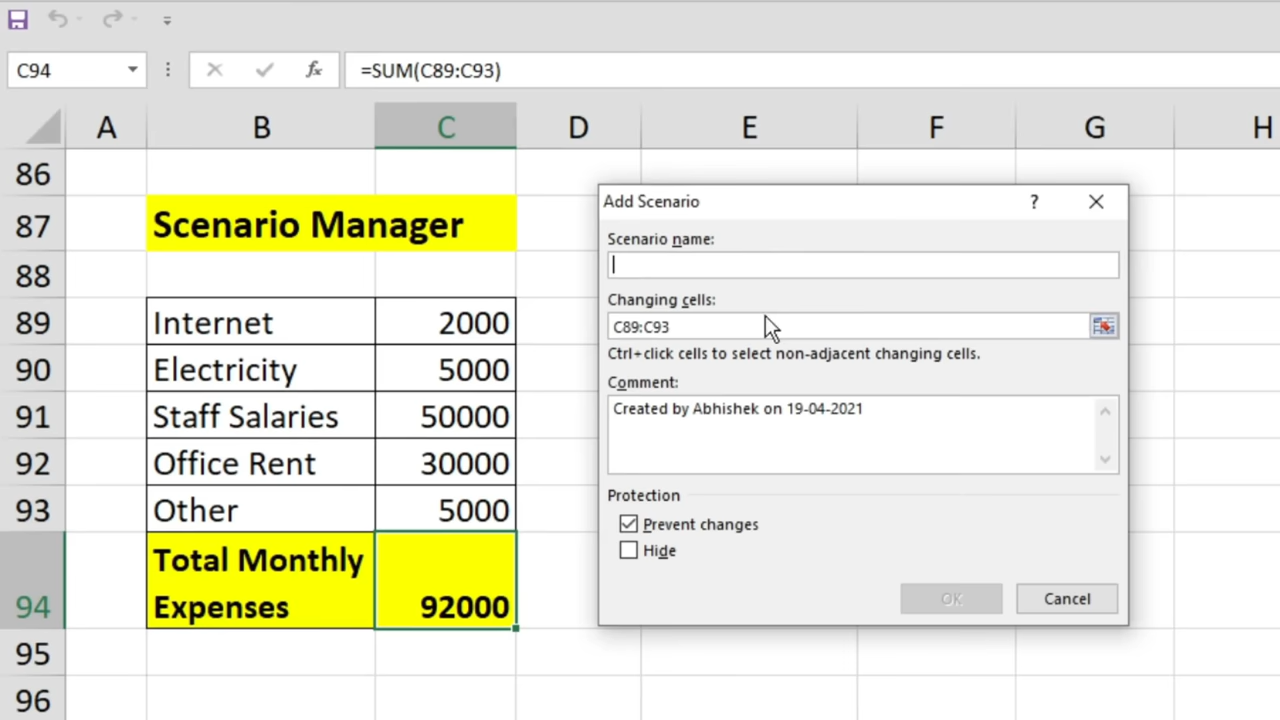 C94
fx
=SUM(C89:C93)
A B C D E F G H
86
87 Scenario Manager
88
89 Internet 2000
90 Electricity 5000
91 Staff Salaries 50000
92 Office Rent 30000
93 Other 5000
Total Monthly
94 Expenses 92000
95
96
Add Scenario ?
Scenario name:
Changing cells:
C89:C93
Ctrl+click cells to select non-adjacent changing cells.
Comment:
Created by Abhishek on 19-04-2021
Protection
Prevent changes
Hide
OK Cancel